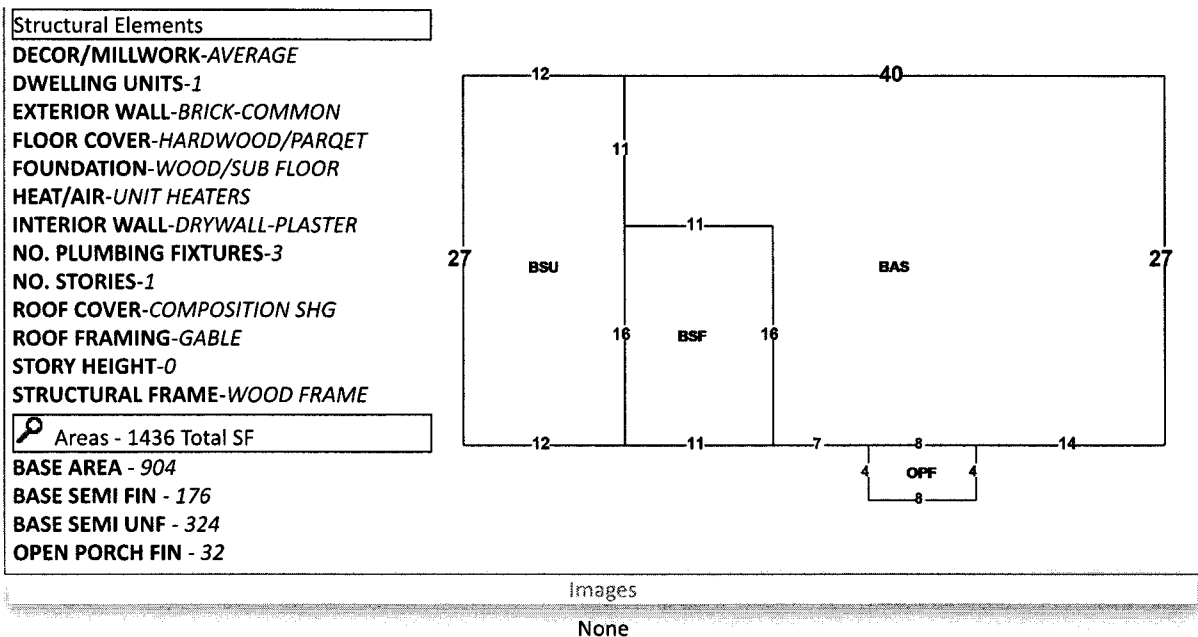 Structural Elements
DECOR/MILLWORK-AVERAGE
DWELLING UNITS-1
EXTERIOR WALL-BRICK-COMMON
FLOOR COVER-HARDWOOD/PARQET
FOUNDATION-WOOD/SUB FLOOR
HEAT/AIR-UNIT HEATERS
INTERIOR WALL-DRYWALL-PLASTER
NO. PLUMBING FIXTURES-3
NO. STORIES-1
ROOF COVER-COMPOSITION SHG
ROOF FRAMING-GABLE
STORY HEIGHT-0
STRUCTURAL FRAME-WOOD FRAME
Areas - 1436 Total SF
BASE AREA - 904
BASE SEMI FIN - 176
BASE SEMI UNF - 324
OPEN PORCH FIN - 32
12 40
11
11
27 BSU BAS 27
16 BSF 16
12 11 7 8 14
4 OPF 4
8
Images
None